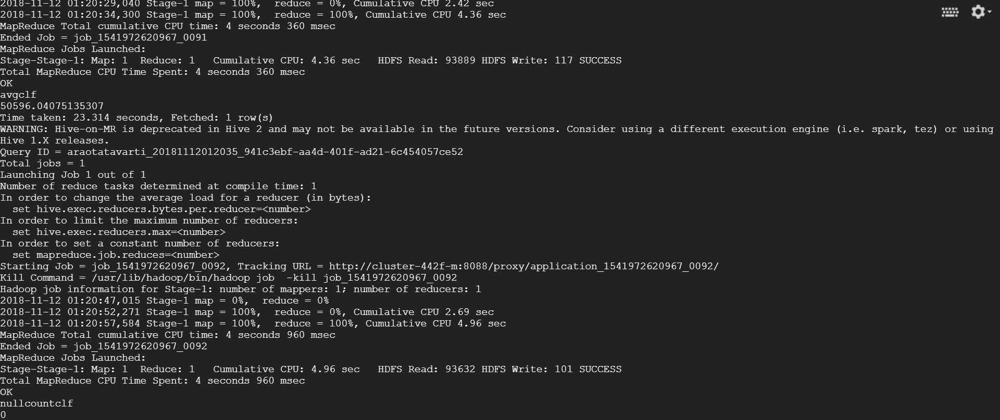 2018-11-12 01:20:29,040 Stage-1 map = 100%,  reduce = 0%, Cumulative CPU 2.42 sec
2018-11-12 01:20:34,300 Stage-1 map = 100%,  reduce = 100%, Cumulative CPU 4.36 sec
MapReduce Total cumulative CPU time: 4 seconds 360 msec
Ended Job = job_1541972620967_0091
MapReduce Jobs Launched:
Stage-Stage-1: Map: 1  Reduce: 1   Cumulative CPU: 4.36 sec   HDFS Read: 93889 HDFS Write: 117 SUCCESS
Total MapReduce CPU Time Spent: 4 seconds 360 msec
OK
avgclf
50596.04075135307
Time taken: 23.314 seconds, Fetched: 1 row(s)
WARNING: Hive-on-MR is deprecated in Hive 2 and may not be available in the future versions. Consider using a different execution engine (i.e. spark, tez) or using
Hive 1.X releases.
Query ID = araotatavarti_20181112012035_941c3ebf-aa4d-401f-ad21-6c454057ce52
Total jobs = 1
Launching Job 1 out of 1
Number of reduce tasks determined at compile time: 1
In order to change the average load for a reducer (in bytes):
  set hive.exec.reducers.bytes.per.reducer=<number>
In order to limit the maximum number of reducers:
  set hive.exec.reducers.max=<number>
In order to set a constant number of reducers:
  set mapreduce.job.reduces=<number>
Starting Job = job_1541972620967_0092, Tracking URL = http://cluster-442f-m:8088/proxy/application_1541972620967_0092/
Kill Command = /usr/lib/hadoop/bin/hadoop job  -kill job_1541972620967_0092
Hadoop job information for Stage-1: number of mappers: 1; number of reducers: 1
2018-11-12 01:20:47,015 Stage-1 map = 0%,  reduce = 0%
2018-11-12 01:20:52,271 Stage-1 map = 100%,  reduce = 0%, Cumulative CPU 2.69 sec
2018-11-12 01:20:57,584 Stage-1 map = 100%,  reduce = 100%, Cumulative CPU 4.96 sec
MapReduce Total cumulative CPU time: 4 seconds 960 msec
Ended Job = job_1541972620967_0092
MapReduce Jobs Launched:
Stage-Stage-1: Map: 1  Reduce: 1   Cumulative CPU: 4.96 sec   HDFS Read: 93632 HDFS Write: 101 SUCCESS
Total MapReduce CPU Time Spent: 4 seconds 960 msec
OK
nullcountclf
0